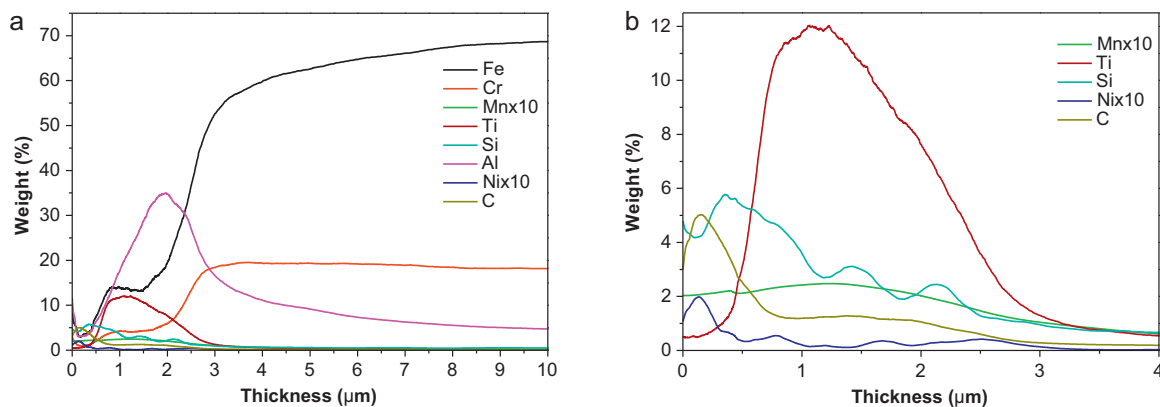 a
70
60
50
40
30
20
10
0
Weight (%)
Fe
Cr
Mnx10
Ti
Si
Al
Nix10
C
0 1 2 3 4 5 6 7 8 9 10
Thickness (µm)
b
12
10
8
6
4
2
0
Weight (%)
Mnx10
Ti
Si
Nix10
C
0 1 2 3 4
Thickness (µm)